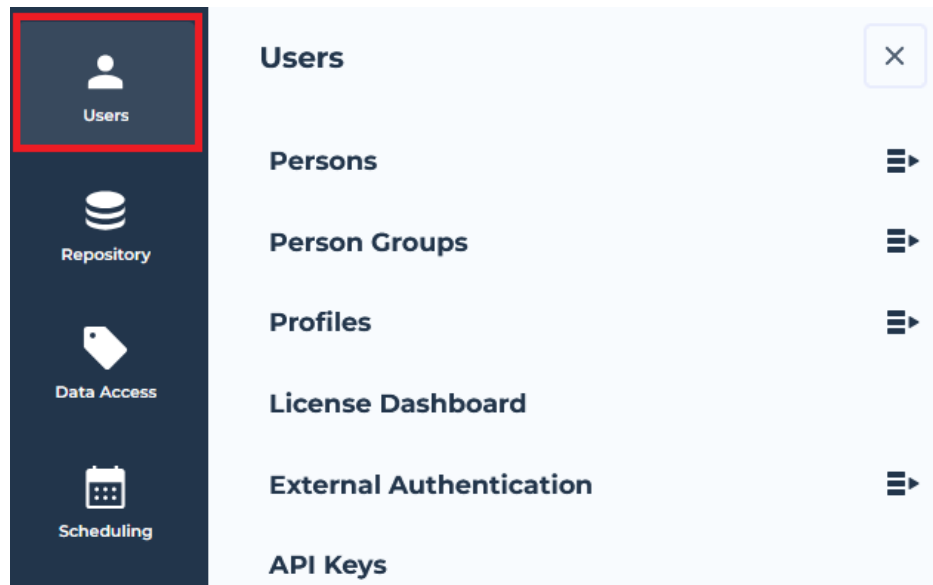 Users
Repository
Data Access
Scheduling
Users
Persons
Person Groups
Profiles
License Dashboard
External Authentication
API Keys